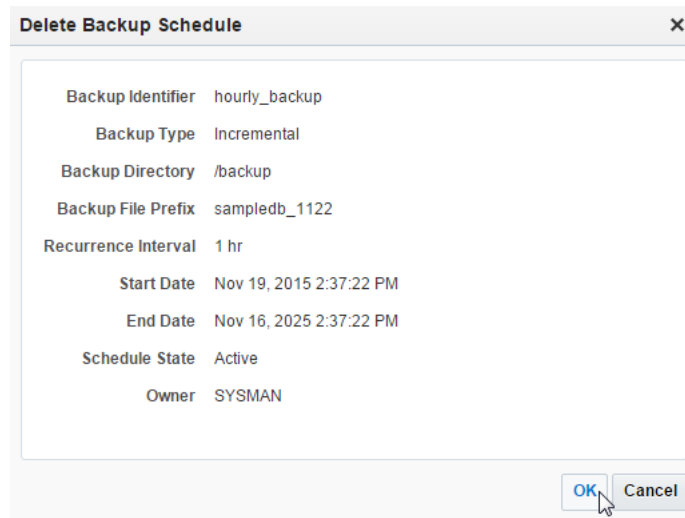 Delete Backup Schedule ×
Backup Identifier hourly_backup
Backup Type Incremental
Backup Directory /backup
Backup File Prefix sampledb_1122
Recurrence Interval 1 hr
Start Date Nov 19, 2015 2:37:22 PM
End Date Nov 16, 2025 2:37:22 PM
Schedule State Active
Owner SYSMAN
OK Cancel